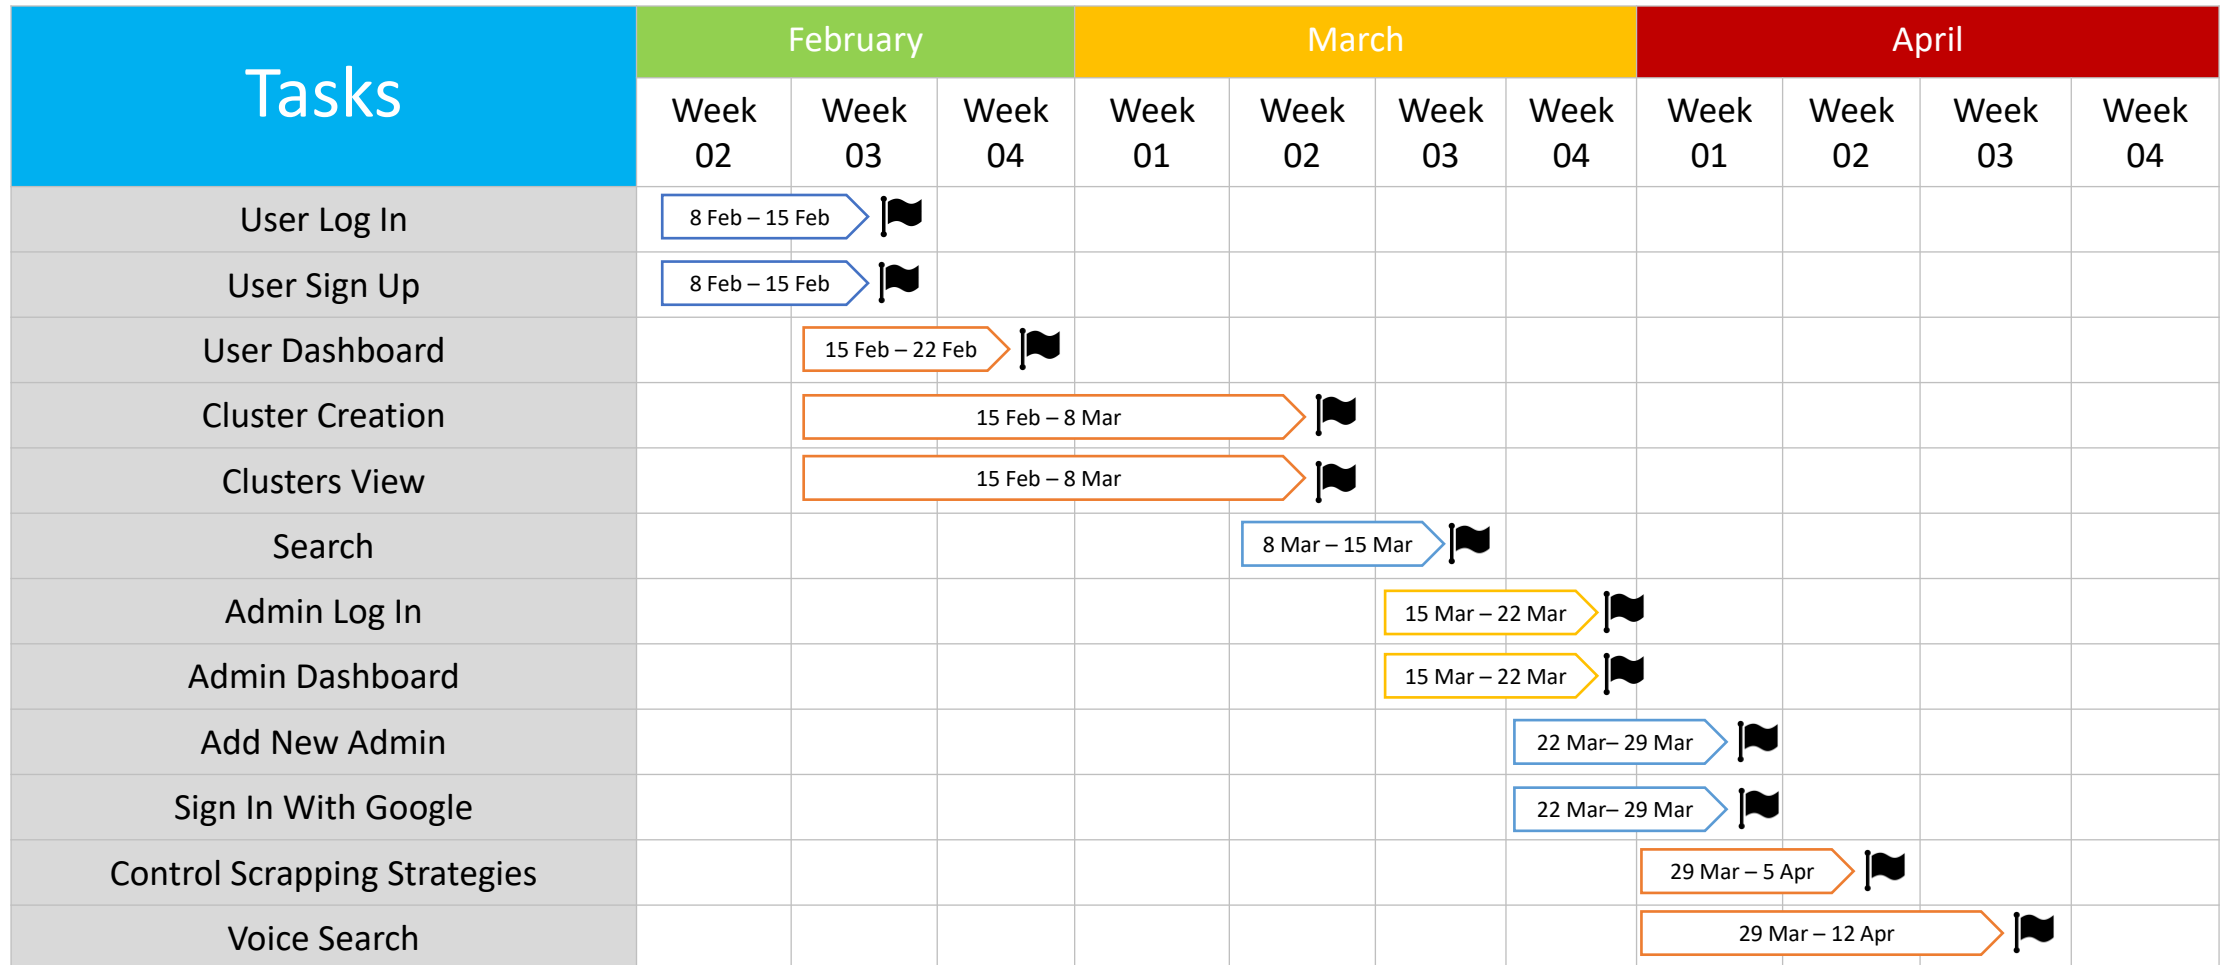 Tasks
February March April
Week 02 Week 03 Week 04 Week 01 Week 02 Week 03 Week 04 Week 01 Week 02 Week 03 Week 04
User Log In 8 Feb – 15 Feb
User Sign Up 8 Feb – 15 Feb
User Dashboard 15 Feb – 22 Feb
Cluster Creation 15 Feb – 8 Mar
Clusters View 15 Feb – 8 Mar
Search 8 Mar – 15 Mar
Admin Log In 15 Mar – 22 Mar
Admin Dashboard 15 Mar – 22 Mar
Add New Admin 22 Mar– 29 Mar
Sign In With Google 22 Mar– 29 Mar
Control Scrapping Strategies 29 Mar – 5 Apr
Voice Search 29 Mar – 12 Apr